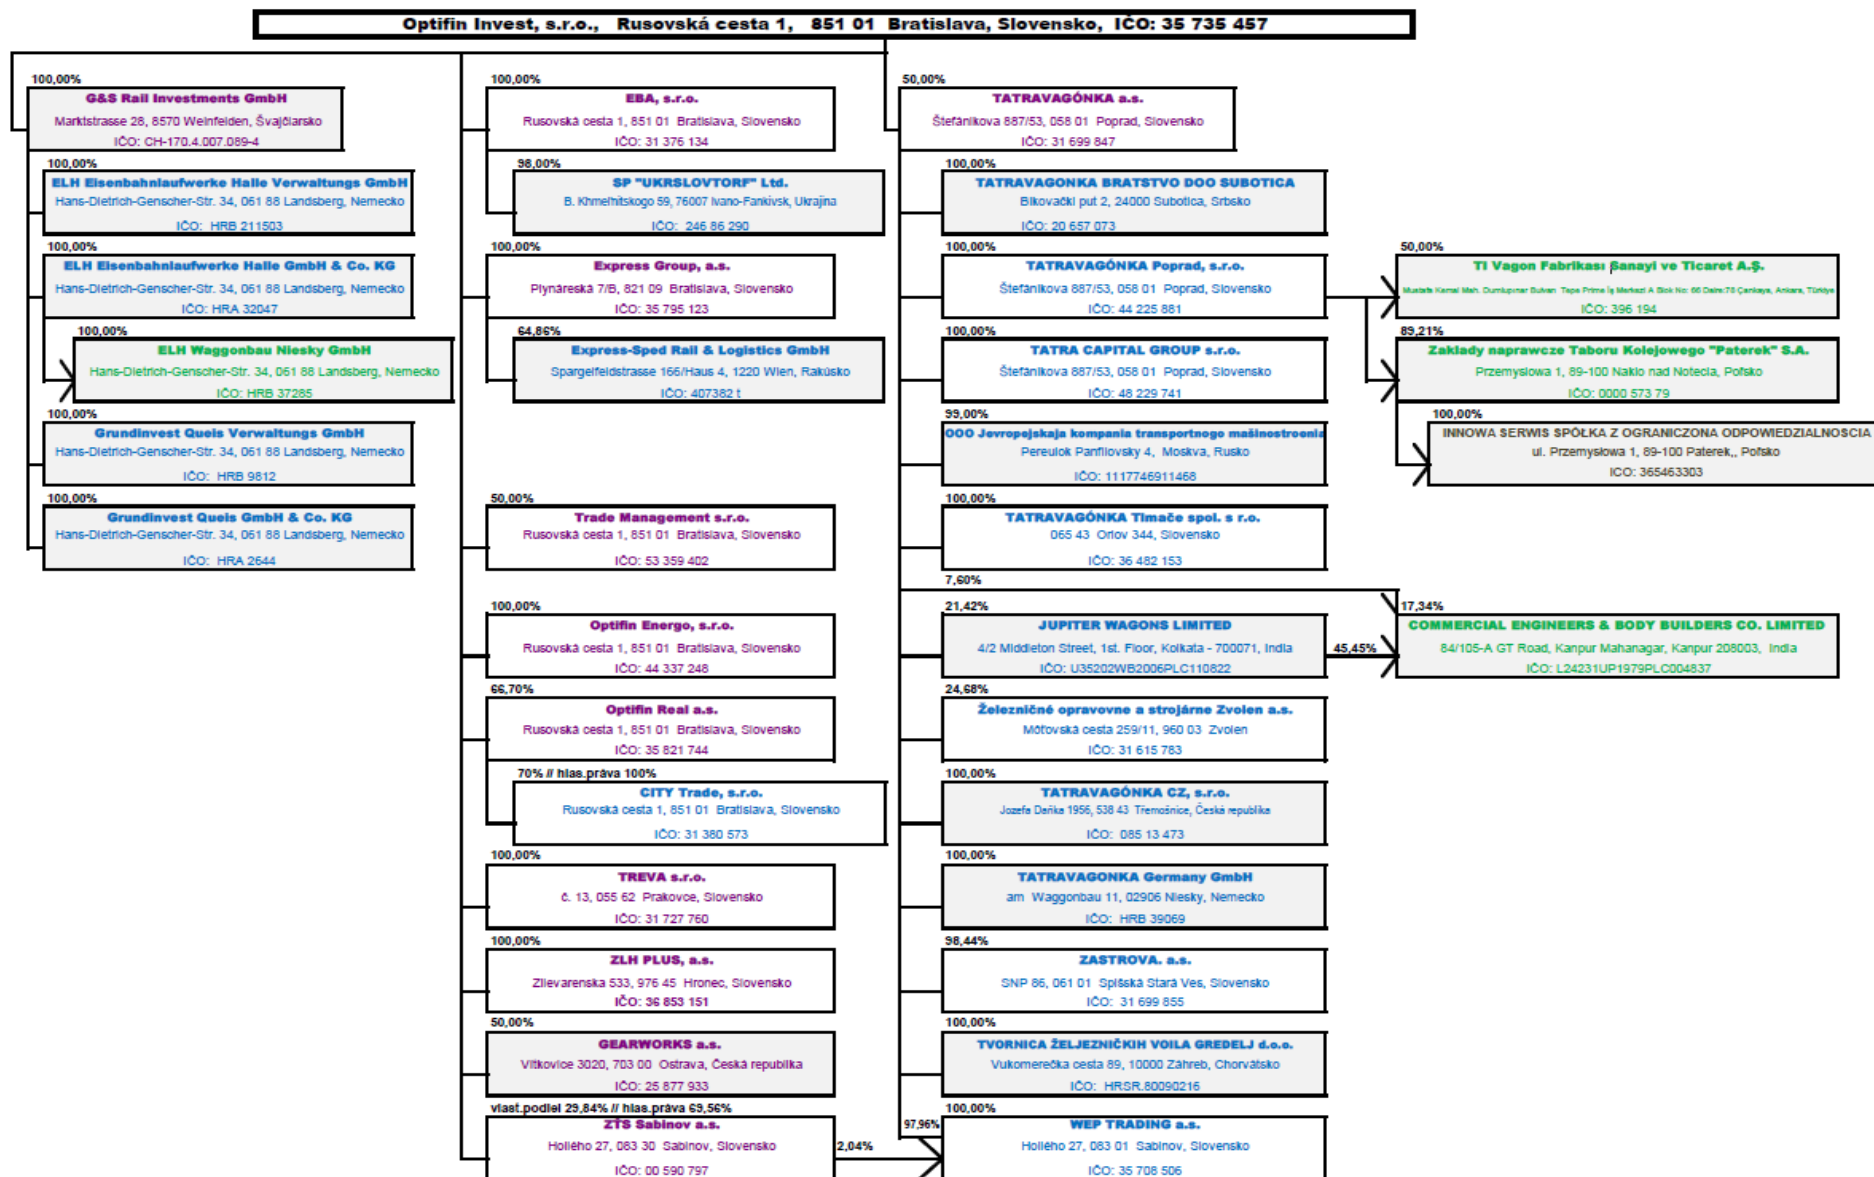 Optifin Invest, s.r.o., Rusovská cesta 1, 851 01 Bratislava, Slovensko, IČO: 35 735 457
100,00%
G&S Rail Investments GmbH
Marktstrasse 28, 8570 Weinfelden, Švajčiarsko
IČO: CH-170.4.007.089-4
100,00%
ELH Eisenbahnlaufwerke Halle Verwaltungs GmbH
Hans-Dietrich-Genscher-Str. 34, 061 88 Landsberg, Nemecko
IČO: HRB 211503
100,00%
ELH Eisenbahnlaufwerke Halle GmbH & Co. KG
Hans-Dietrich-Genscher-Str. 34, 061 88 Landsberg, Nemecko
IČO: HRA 32047
100,00%
ELH Waggonbau Niesky GmbH
Hans-Dietrich-Genscher-Str. 34, 061 88 Landsberg, Nemecko
IČO: HRB 37285
100,00%
Grundinvest Queis Verwaltungs GmbH
Hans-Dietrich-Genscher-Str. 34, 061 88 Landsberg, Nemecko
IČO: HRB 9812
100,00%
Grundinvest Queis GmbH & Co. KG
Hans-Dietrich-Genscher-Str. 34, 061 88 Landsberg, Nemecko
IČO: HRA 2644
100,00%
EBA, s.r.o.
Rusovská cesta 1, 851 01 Bratislava, Slovensko
IČO: 31 376 134
98,00%
SP "UKRSLOVTORF" Ltd.
B. Khmelhitskogo 59, 76007 Ivano-Fankivsk, Ukrajina
IČO: 246 86 290
100,00%
Express Group, a.s.
Plynáreská 7/B, 821 09 Bratislava, Slovensko
IČO: 35 795 123
64,86%
Express-Sped Rail & Logistics GmbH
Spargelfeldstrasse 166/Haus 4, 1220 Wien, Rakúsko
IČO: 407382 t
50,00%
Trade Management s.r.o.
Rusovská cesta 1, 851 01 Bratislava, Slovensko
IČO: 53 359 402
100,00%
Optifin Energo, s.r.o.
Rusovská cesta 1, 851 01 Bratislava, Slovensko
IČO: 44 337 248
66,70%
Optifin Real a.s.
Rusovská cesta 1, 851 01 Bratislava, Slovensko
IČO: 35 821 744
70% // hlas.práva 100%
CITY Trade, s.r.o.
Rusovská cesta 1, 851 01 Bratislava, Slovensko
IČO: 31 380 573
100,00%
TREVA s.r.o.
č. 13, 055 62 Prakovce, Slovensko
IČO: 31 727 760
100,00%
ZLH PLUS, a.s.
Zlievarenska 533, 976 45 Hronec, Slovensko
IČO: 36 853 151
50,00%
GEARWORKS a.s.
Vítkovice 3020, 703 00 Ostrava, Česká republika
IČO: 25 877 933
vlast.podiel 29,84% // hlas.práva 69,56%
ZŤS Sabinov a.s.
Hollého 27, 083 30 Sabinov, Slovensko
IČO: 00 590 797
2,04%
50,00%
TATRAVAGÓNKA a.s.
Štefánikova 887/53, 058 01 Poprad, Slovensko
IČO: 31 699 847
100,00%
TATRAVAGONKA BRATSTVO DOO SUBOTICA
Bikovački put 2, 24000 Subotica, Srbsko
IČO: 20 657 073
100,00%
TATRAVAGÓNKA Poprad, s.r.o.
Štefánikova 887/53, 058 01 Poprad, Slovensko
IČO: 44 225 881
100,00%
TATRA CAPITAL GROUP s.r.o.
Štefánikova 887/53, 058 01 Poprad, Slovensko
IČO: 48 229 741
99,00%
OOO Jevropejskaja kompania transportnogo mašinostroenia
Pereulok Panfilovsky 4, Moskva, Rusko
IČO: 1117746911468
100,00%
TATRAVAGÓNKA Tlmače spol. s r.o.
065 43 Orlov 344, Slovensko
IČO: 36 482 153
7,60%
21,42%
JUPITER WAGONS LIMITED
4/2 Middleton Street, 1st. Floor, Kolkata - 700071, India
IČO: U35202WB2006PLC110822
45,45%
24,68%
Železničné opravovne a strojárne Zvolen a.s.
Môťovská cesta 259/11, 960 03 Zvolen
IČO: 31 615 783
100,00%
TATRAVAGÓNKA CZ, s.r.o.
Jozefa Daňka 1956, 538 43 Třemošnice, Česká republika
IČO: 085 13 473
100,00%
TATRAVAGONKA Germany GmbH
am Waggonbau 11, 02906 Niesky, Nemecko
IČO: HRB 39069
98,44%
ZASTROVA. a.s.
SNP 86, 061 01 Spišská Stará Ves, Slovensko
IČO: 31 699 855
100,00%
TVORNICA ŽELJEZNIČKIH VOILA GREDELJ d.o.o.
Vukomerečka cesta 89, 10000 Záhreb, Chorvátsko
IČO: HRSR.80090216
100,00%
97,96%
WEP TRADING a.s.
Hollého 27, 083 01 Sabinov, Slovensko
IČO: 35 708 506
50,00%
TI Vagon Fabrikası Sanayi ve Ticaret A.Ş.
Mustafa Kemal Mah. Dumlupınar Bulvarı Tepe Prime İş Merkezi A Blok No: 66 Daire:78 Çankaya, Ankara, Türkiye
IČO: 396 194
89,21%
Zaklady naprawcze Taboru Kolejowego "Paterek" S.A.
Przemyslowa 1, 89-100 Naklo nad Notecia, Poľsko
IČO: 0000 573 79
100,00%
INNOWA SERWIS SPÓŁKA Z OGRANICZONA ODPOWIEDZIALNOSCIA
ul. Przemysłowa 1, 89-100 Paterek,, Poľsko
ICO: 365463303
17,34%
COMMERCIAL ENGINEERS & BODY BUILDERS CO. LIMITED
84/105-A GT Road, Kanpur Mahanagar, Kanpur 208003, India
IČO: L24231UP1979PLC004837